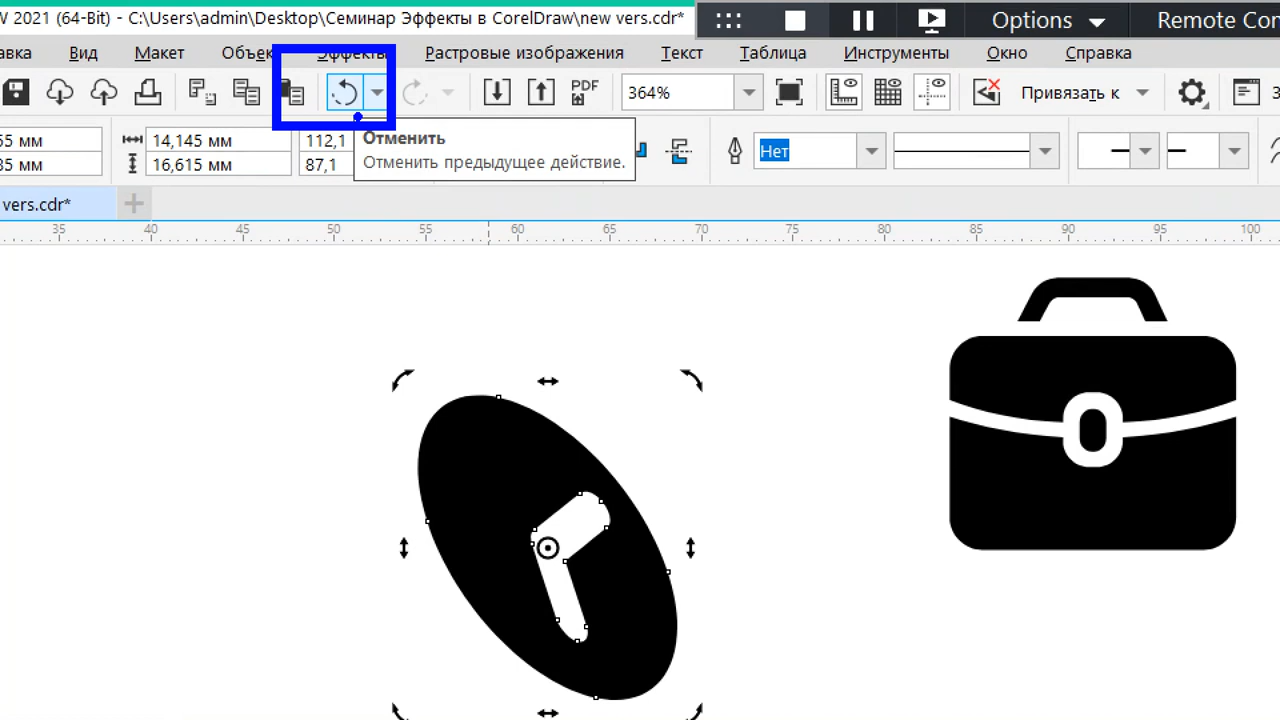 W 2021 (64-Bit) - C:\Users\admin\Desktop\Семинар Эффекты в CorelDraw\new vers.cdr*
Options
Remote Con
авка Вид Макет Объек Эффекты Растровые изображения Текст Таблица Инструменты Окно Справка
PDF
364%
Привязать к
З
55 мм
14,145 мм
112,1
35 мм
16,615 мм
87,1
Отменить
Отменить предыдущее действие.
Нет
vers.cdr*
35 40 45 50 55 60 65 70 75 80 85 90 95 100